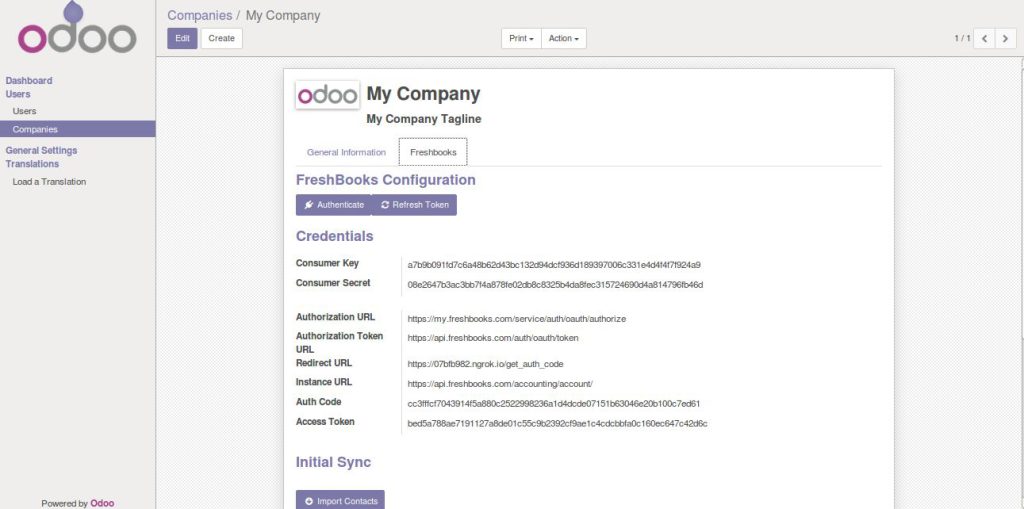 odoo
Companies / My Company
Edit Create Print Action 1 / 1
Dashboard
Users
Users
Companies
General Settings
Translations
Load a Translation
Powered by Odoo
odoo My Company
My Company Tagline
General Information Freshbooks
FreshBooks Configuration
Authenticate Refresh Token
Credentials
Consumer Key a7b9b091fd7c6a48b62d43bc132d94dcf936d189397006c331e4d4f4f7f924a9
Consumer Secret 08e2647b3ac3bb7f4a878fe02db8c8325b4da8fec315724690d4a814796fb46d
Authorization URL https://my.freshbooks.com/service/auth/oauth/authorize
Authorization Token https://api.freshbooks.com/auth/oauth/token
URL
Redirect URL https://07bfb982.ngrok.io/get_auth_code
Instance URL https://api.freshbooks.com/accounting/account/
Auth Code cc3fffcf7043914f5a880c2522998236a1d4dcde07151b63046e20b100c7ed61
Access Token bed5a788ae7191127a8de01c55c9b2392cf9ae1c4cdcbbfa0c160ec647c42d6c
Initial Sync
Import Contacts